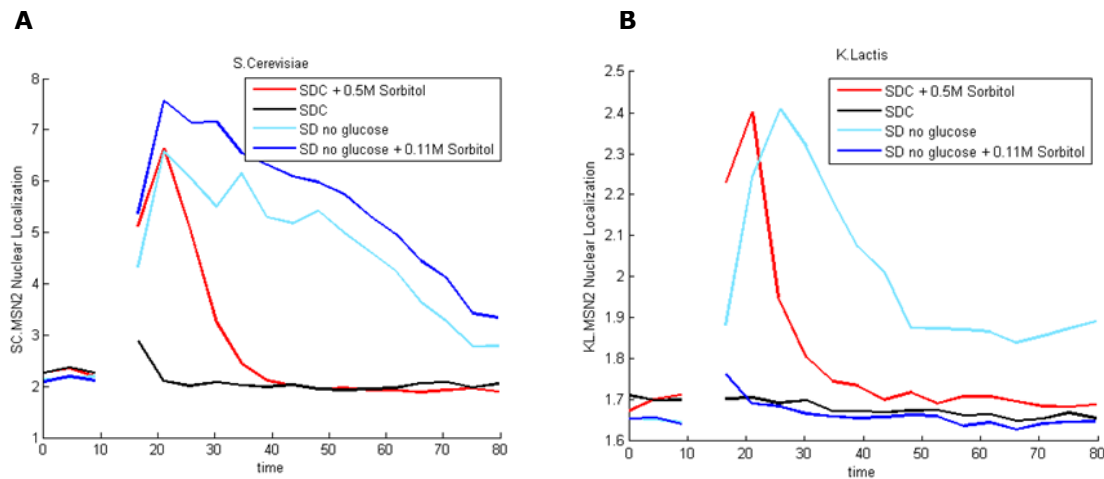 A
S.Cerevisiae
SDC + 0.5M Sorbitol
SDC
SD no glucose
SD no glucose + 0.11M Sorbitol
SC.MSN2 Nuclear Localization
8
7
6
5
4
3
2
1
0 10 20 30 40 50 60 70 80
time
B
K.Lactis
SDC + 0.5M Sorbitol
SDC
SD no glucose
SD no glucose + 0.11M Sorbitol
KL.MSN2 Nuclear Localization
2.5
2.4
2.3
2.2
2.1
2
1.9
1.8
1.7
1.6
0 10 20 30 40 50 60 70 80
time